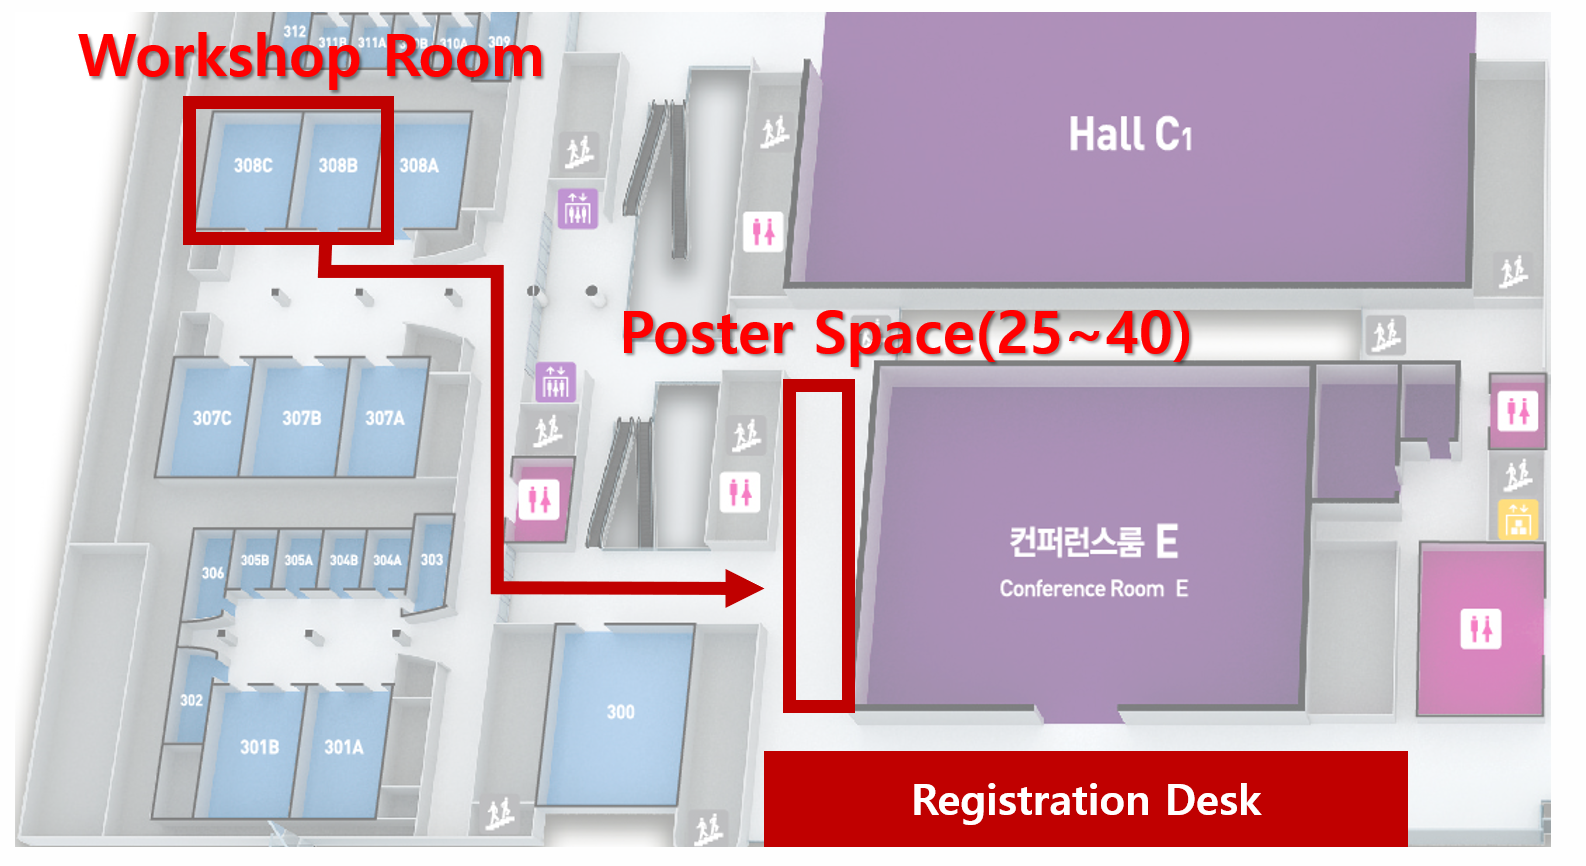 312
311B
311A
310B
310A
309
Workshop Room
308C
308B
308A
Hall C1
Poster Space(25~40)
307C
307B
307A
컨퍼런스룸 E
Conference Room E
306
305B
305A
304B
304A
303
302
300
301B
301A
Registration Desk